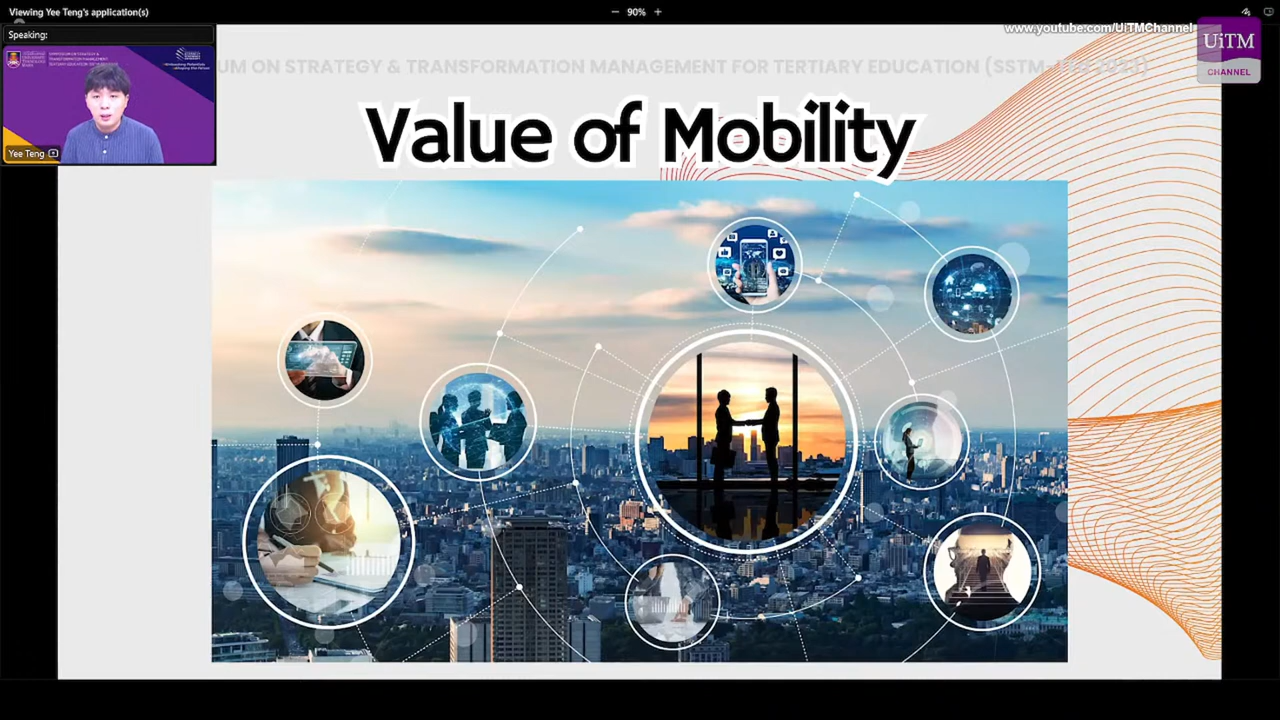 Viewing Yee Teng's application(s)
90%
Speaking:
www.youtube.com/UiTMChannel
UiTM
CHANNEL
UM ON STRATEGY & TRANSFORMATION MANAGEMENT FOR TERTIARY EDUCATION (SSTM
Value of Mobility
Yee Teng